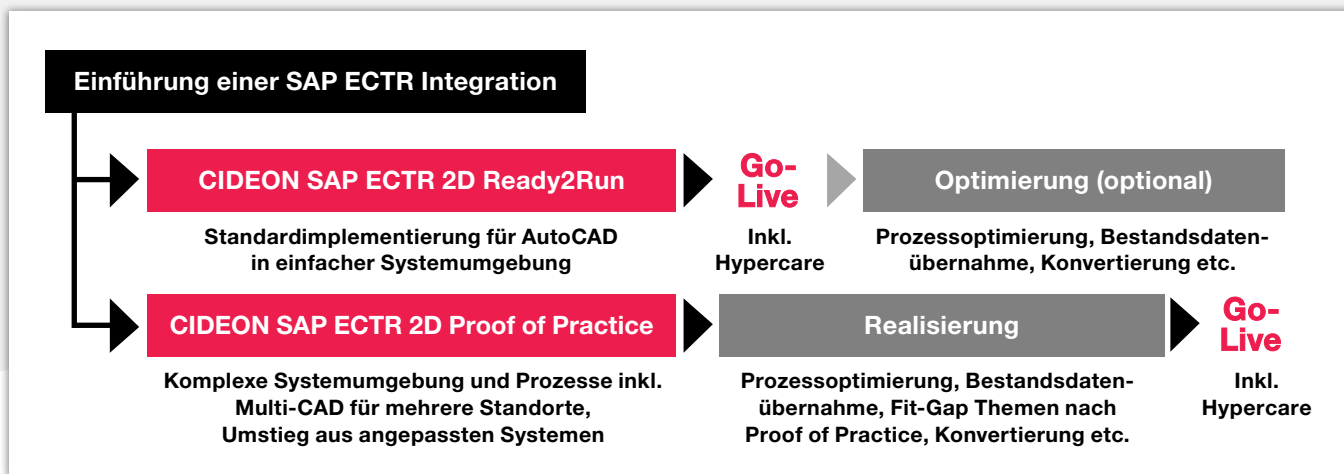 Einführung einer SAP ECTR Integration
CIDEON SAP ECTR 2D Ready2Run
Go-
Live
Optimierung (optional)
Standardimplementierung für AutoCAD
in einfacher Systemumgebung
Inkl.
Hypercare
Prozessoptimierung, Bestandsdaten-
übernahme, Konvertierung etc.
CIDEON SAP ECTR 2D Proof of Practice
Realisierung
Go-
Live
Komplexe Systemumgebung und Prozesse inkl.
Multi-CAD für mehrere Standorte,
Umstieg aus angepassten Systemen
Prozessoptimierung, Bestandsdaten-
übernahme, Fit-Gap Themen nach
Proof of Practice, Konvertierung etc.
Inkl.
Hypercare